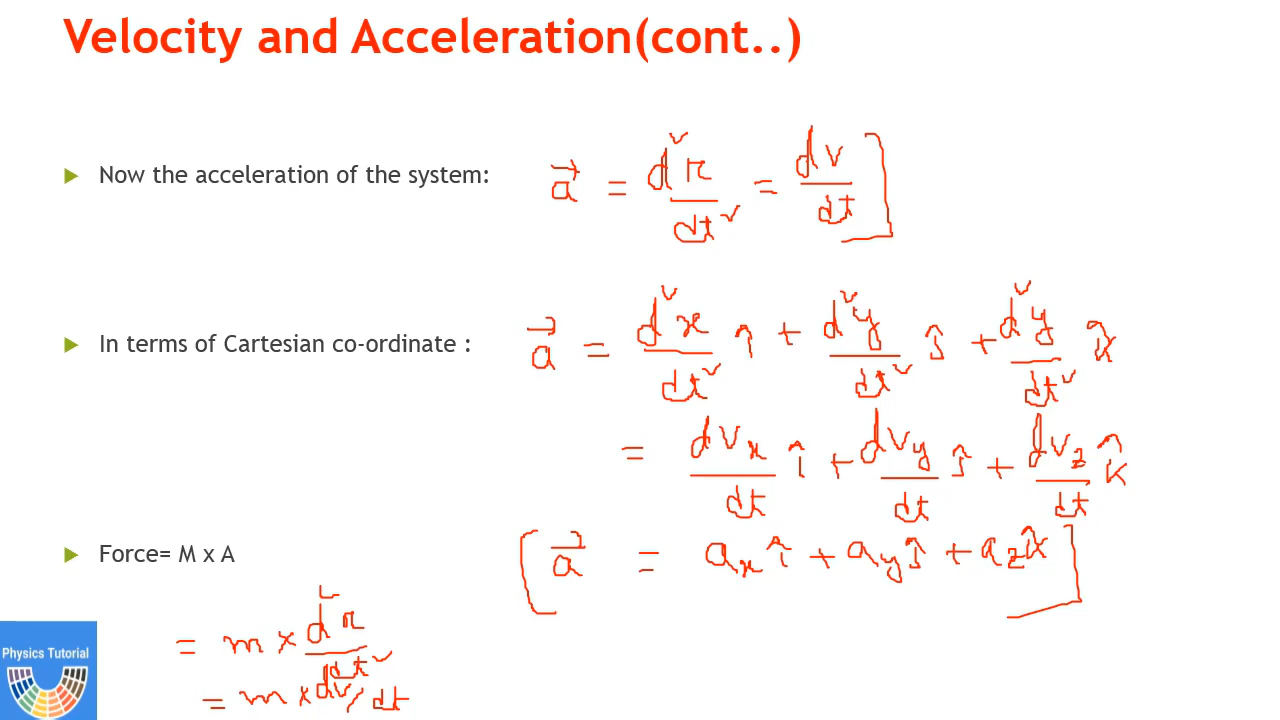 Velocity and Acceleration(cont..)
Now the acceleration of the system: a⃗ = d²r/dt² = dv/dt ]
In terms of Cartesian co-ordinate : a⃗ = d²x/dt² î + d²y/dt² ĵ + d²y/dt² k̂
= dvx/dt î + dvy/dt ĵ + dvz/dt k̂
Force= M x A
[ a⃗ = ax î + ay ĵ + az k̂ ]
= m × d²r/dt²
= m × dv/dt
Physics Tutorial